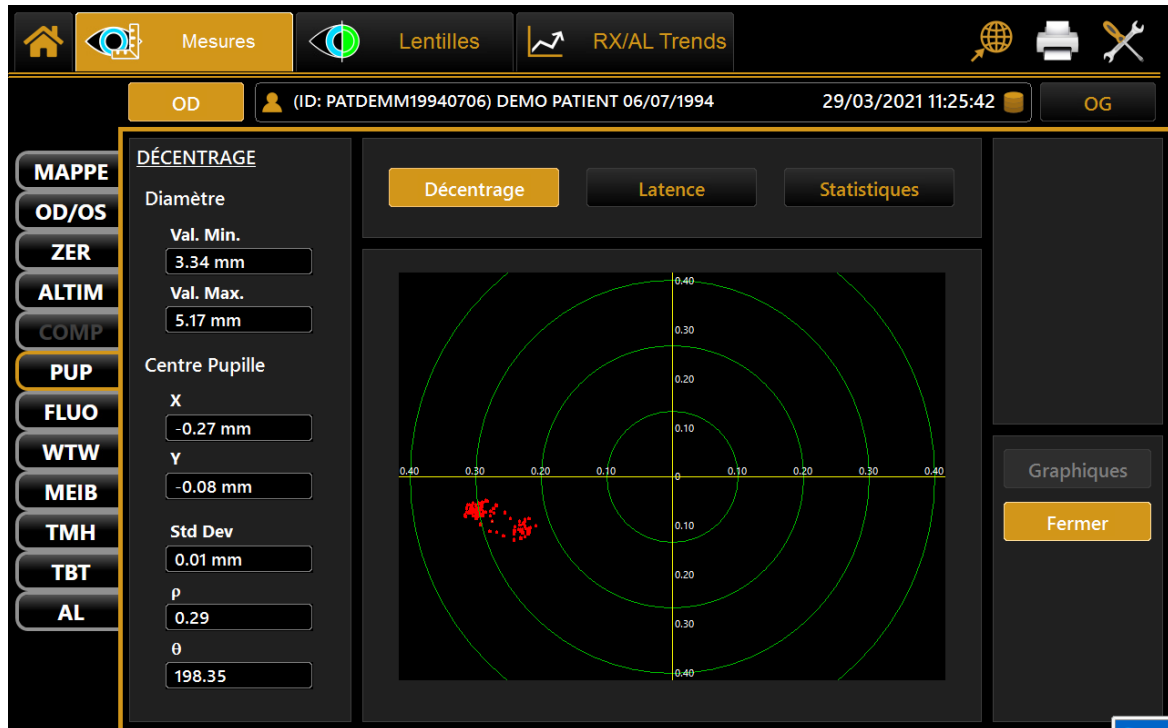 Mesures
Lentilles
RX/AL Trends
OD
(ID: PATDEMM19940706) DEMO PATIENT 06/07/1994
29/03/2021 11:25:42
OG
MAPPE
OD/OS
ZER
ALTIM
COMP
PUP
FLUO
WTW
MEIB
TMH
TBT
AL
DÉCENTRAGE
Diamètre
Val. Min.
3.34 mm
Val. Max.
5.17 mm
Centre Pupille
X
-0.27 mm
Y
-0.08 mm
Std Dev
0.01 mm
ρ
0.29
θ
198.35
Décentrage
Latence
Statistiques
0.40
0.30
0.20
0.10
0.40 0.30 0.20 0.10 0 0.10 0.20 0.30 0.40
0.10
0.20
0.30
0.40
Graphiques
Fermer